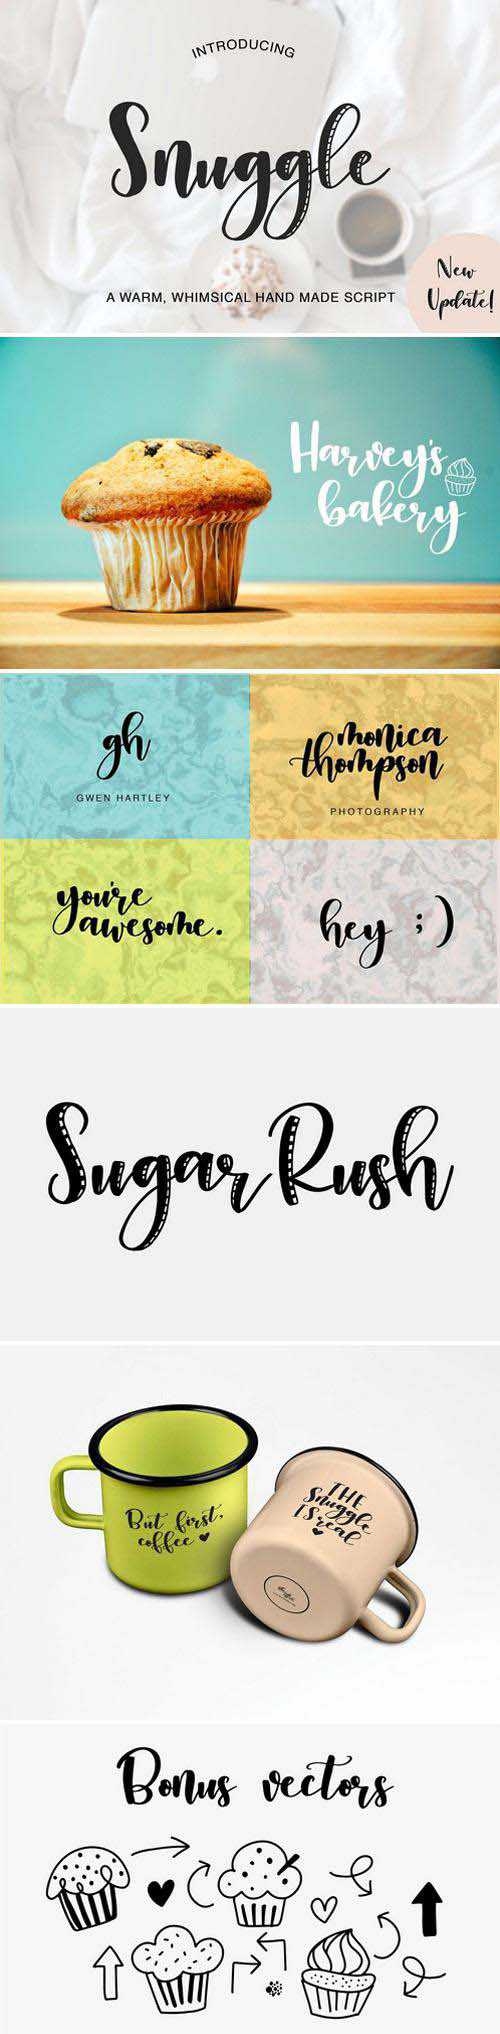 INTRODUCING
Snuggle
A WARM, WHIMSICAL HAND MADE SCRIPT
New
Update!
Harvey's
bakery
gh
GWEN HARTLEY
monica
thompson
PHOTOGRAPHY
you're
awesome.
hey ;)
Sugar Rush
But first,
coffee
THE
Snuggle
IS real
Bonus vectors